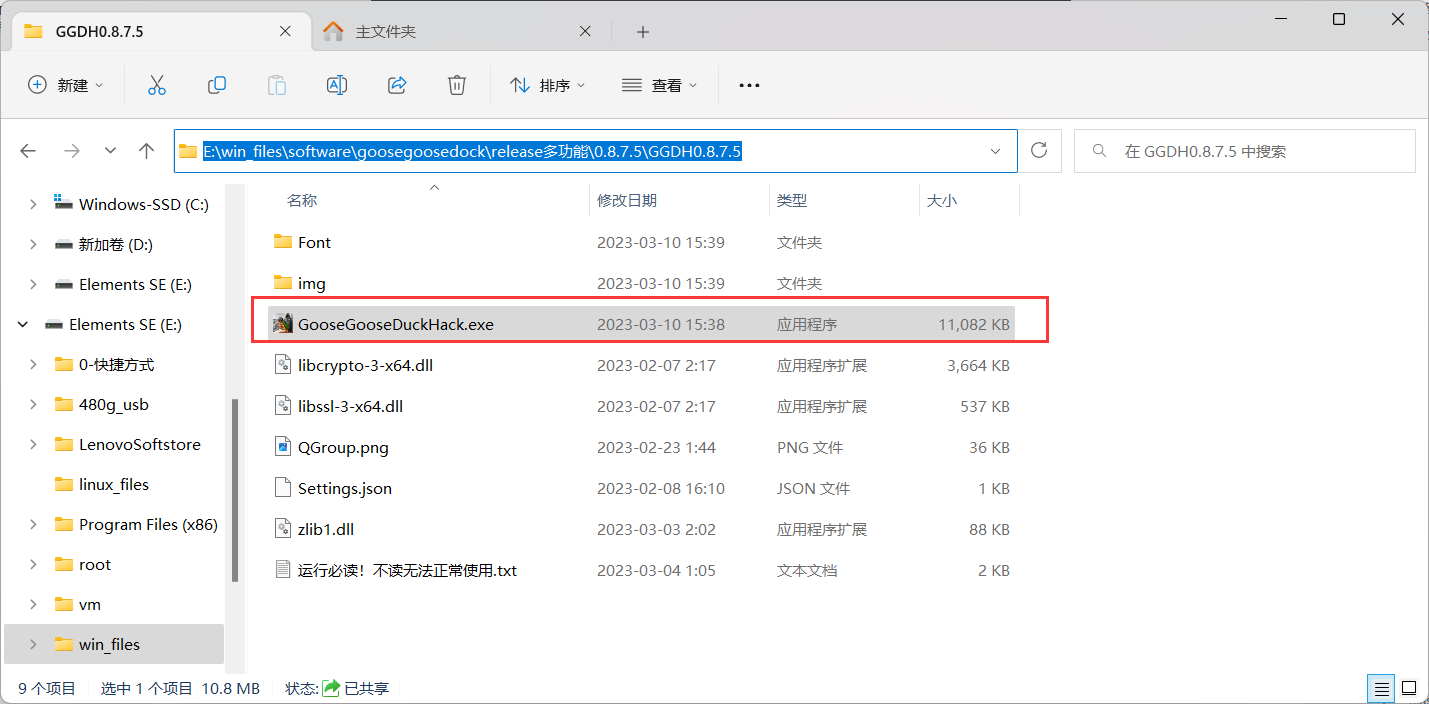 GGDH0.8.7.5
主文件夹
新建
排序
查看
E:\win_files\software\goosegoosedock\release多功能\0.8.7.5\GGDH0.8.7.5
在 GGDH0.8.7.5 中搜索
Windows-SSD (C:)
新加卷 (D:)
Elements SE (E:)
Elements SE (E:)
0-快捷方式
480g_usb
LenovoSoftstore
linux_files
Program Files (x86)
root
vm
win_files
名称 修改日期 类型 大小
Font 2023-03-10 15:39 文件夹
img 2023-03-10 15:39 文件夹
GooseGooseDuckHack.exe 2023-03-10 15:38 应用程序 11,082 KB
libcrypto-3-x64.dll 2023-02-07 2:17 应用程序扩展 3,664 KB
libssl-3-x64.dll 2023-02-07 2:17 应用程序扩展 537 KB
QGroup.png 2023-02-23 1:44 PNG 文件 36 KB
Settings.json 2023-02-08 16:10 JSON 文件 1 KB
zlib1.dll 2023-03-03 2:02 应用程序扩展 88 KB
运行必读！不读无法正常使用.txt 2023-03-04 1:05 文本文档 2 KB
9 个项目 选中 1 个项目 10.8 MB 状态: 已共享